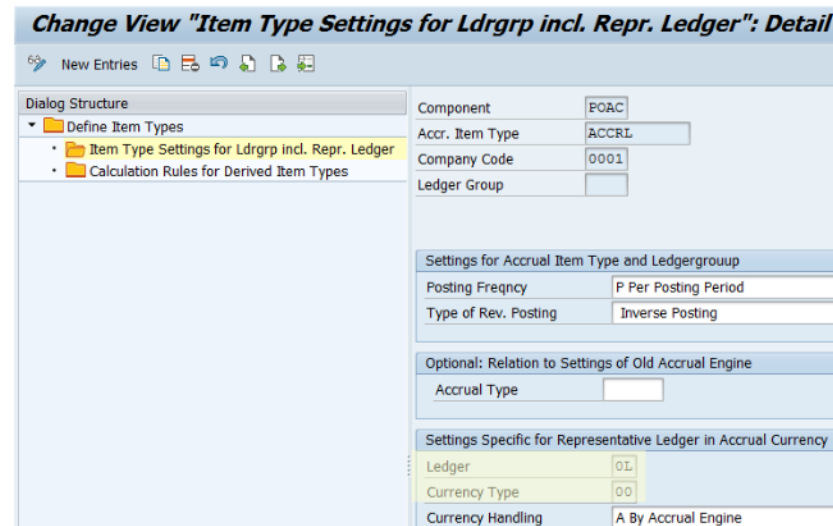 Change View "Item Type Settings for Ldrgrp incl. Repr. Ledger": Detail
New Entries
Dialog Structure
Define Item Types
Item Type Settings for Ldrgrp incl. Repr. Ledger
Calculation Rules for Derived Item Types
Component POAC
Accr. Item Type ACCRL
Company Code 0001
Ledger Group
Settings for Accrual Item Type and Ledgergrouup
Posting Freqncy P Per Posting Period
Type of Rev. Posting Inverse Posting
Optional: Relation to Settings of Old Accrual Engine
Accrual Type
Settings Specific for Representative Ledger in Accrual Currency
Ledger 0L
Currency Type 00
Currency Handling A By Accrual Engine